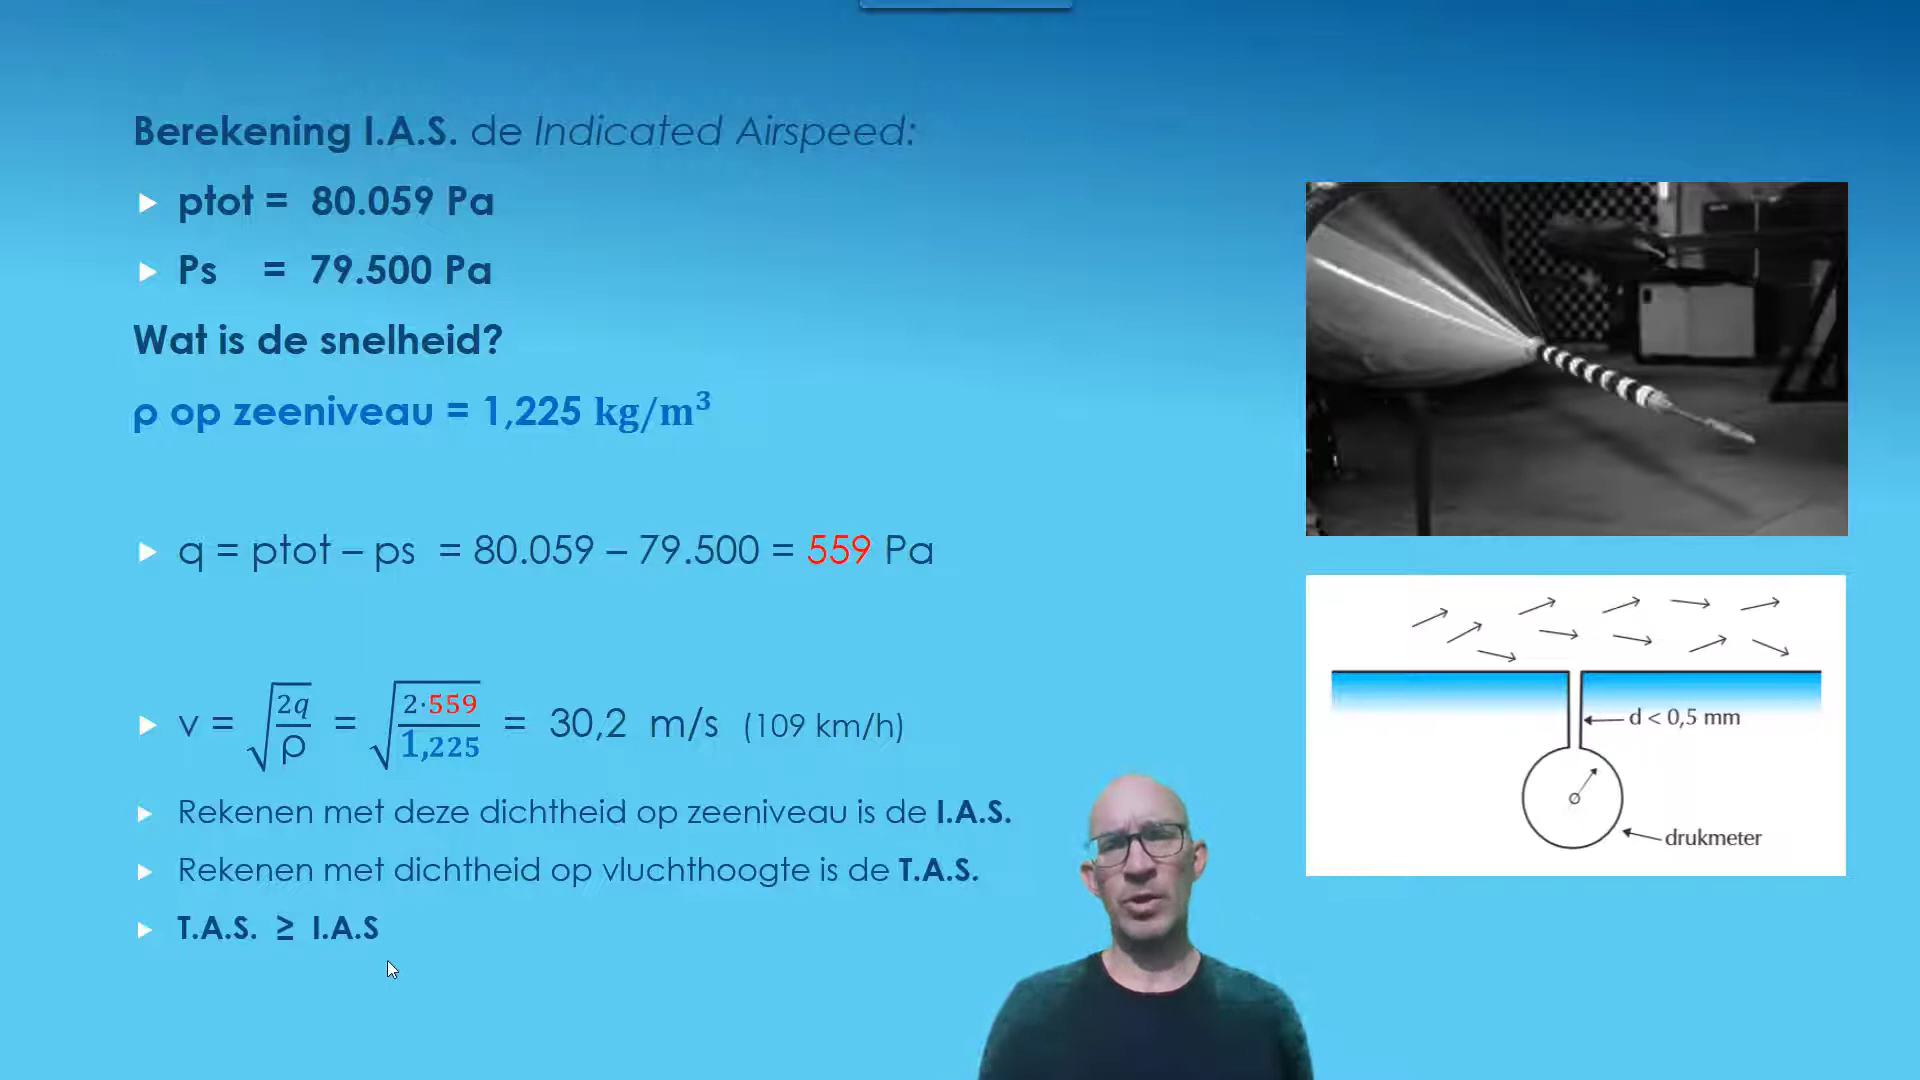 Berekening I.A.S. de Indicated Airspeed:
ptot = 80.059 Pa
Ps = 79.500 Pa
Wat is de snelheid?
ρ op zeeniveau = 1,225 kg/m³
q = ptot – ps = 80.059 – 79.500 = 559 Pa
v = √(2q/ρ) = √(2·559/1,225) = 30,2 m/s (109 km/h)
Rekenen met deze dichtheid op zeeniveau is de I.A.S.
Rekenen met dichtheid op vluchthoogte is de T.A.S.
T.A.S. ≥ I.A.S
d < 0,5 mm
drukmeter